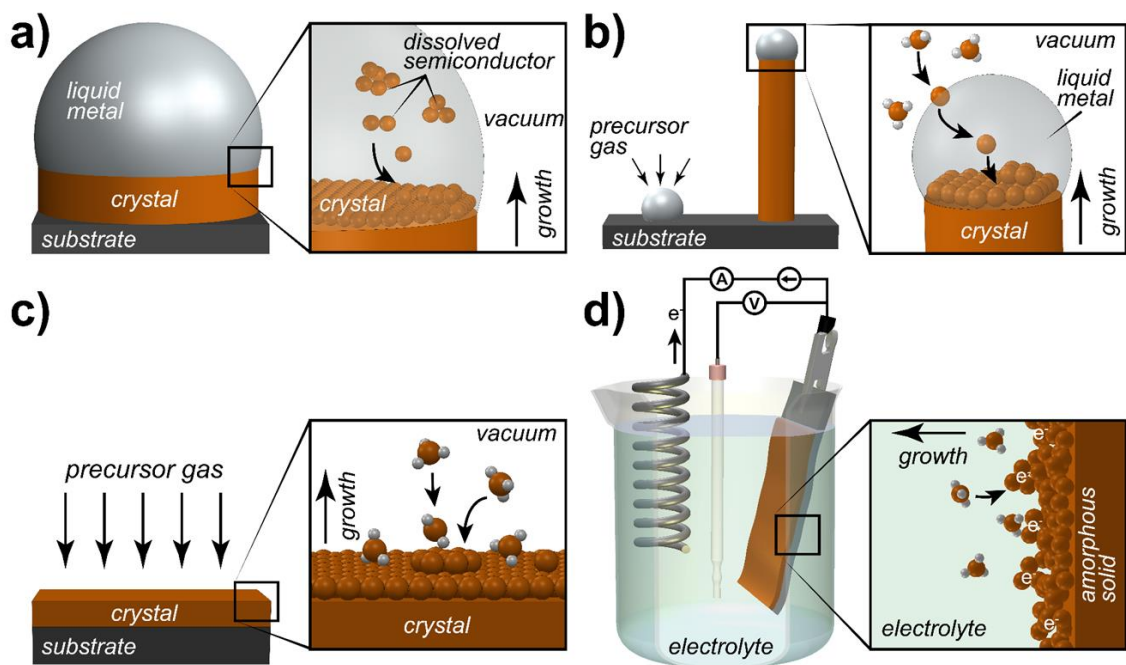 a)
liquid
metal
crystal
substrate
dissolved
semiconductor
vacuum
crystal
growth
b)
precursor
gas
substrate
vacuum
liquid
metal
growth
crystal
c)
precursor gas
crystal
substrate
vacuum
growth
crystal
d)
A
V
e-
electrolyte
growth
e-
e-
e-
e-
e-
electrolyte
amorphous
solid